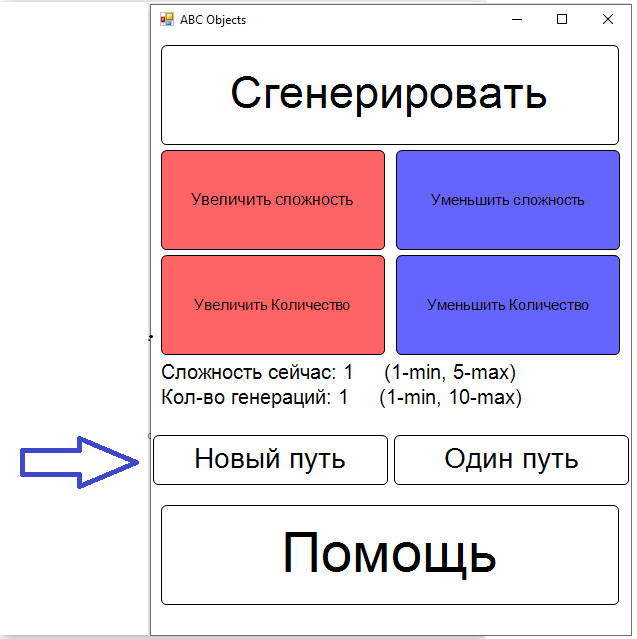 ABC Objects
Сгенерировать
Увеличить сложность
Уменьшить сложность
Увеличить Количество
Уменьшить Количество
Сложность сейчас: 1 (1-min, 5-max)
Кол-во генераций: 1 (1-min, 10-max)
Новый путь
Один путь
Помощь